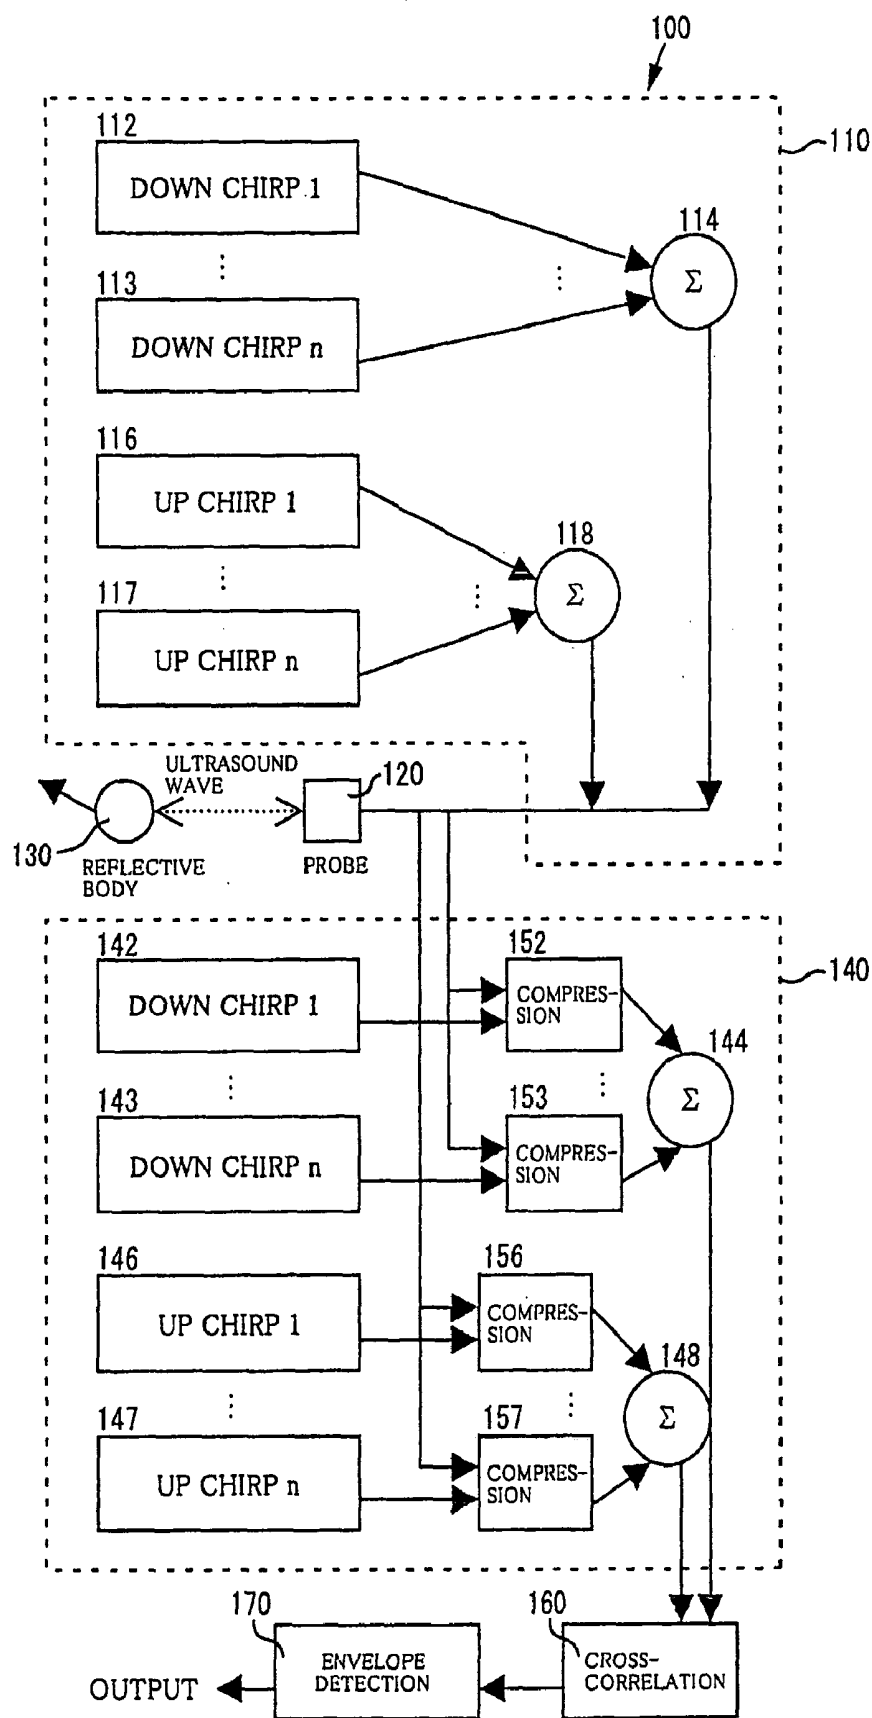 100
110
112
DOWN CHIRP 1
114
Σ
113
DOWN CHIRP n
116
UP CHIRP 1
118
Σ
117
UP CHIRP n
ULTRASOUND
WAVE
120
130
REFLECTIVE
BODY
PROBE
140
142
DOWN CHIRP 1
152
COMPRES-
SION
144
Σ
143
DOWN CHIRP n
153
COMPRES-
SION
146
UP CHIRP 1
156
COMPRES-
SION
148
Σ
147
UP CHIRP n
157
COMPRES-
SION
170
ENVELOPE
DETECTION
160
CROSS-
CORRELATION
OUTPUT